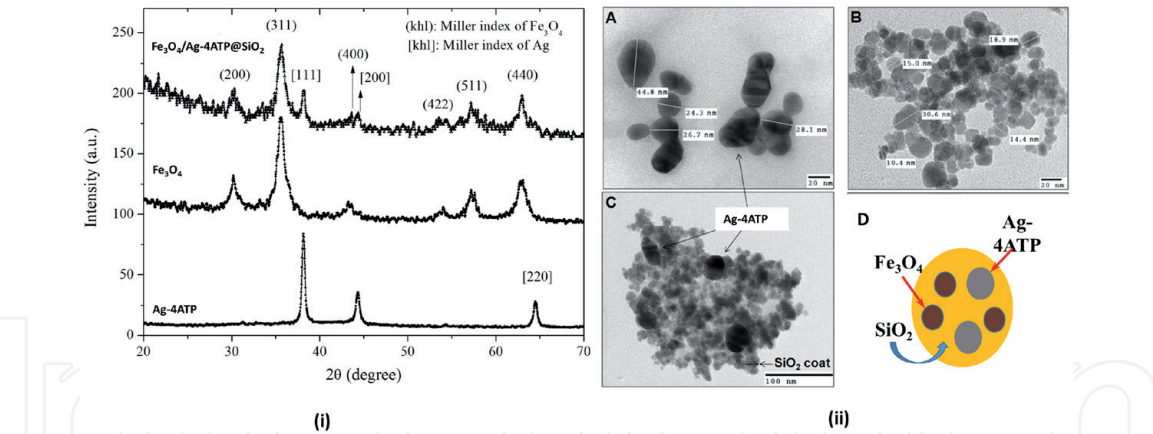 250
200
150
100
50
0
Intensity (a.u.)
(311)
(khl): Miller index of Fe₃O₄
[khl]: Miller index of Ag
Fe₃O₄/Ag-4ATP@SiO₂
(200)
[111]
(400)
[200]
(422)
(511)
(440)
Fe₃O₄
Ag-4ATP
[220]
20
30
40
50
60
70
2θ (degree)
(i)
A
44.8 nm
24.3 nm
26.7 nm
28.1 nm
20 nm
B
18.9 nm
15.0 nm
30.6 nm
14.4 nm
10.4 nm
20 nm
C
Ag-4ATP
SiO₂ coat
100 nm
D
Ag-
4ATP
Fe₃O₄
SiO₂
(ii)